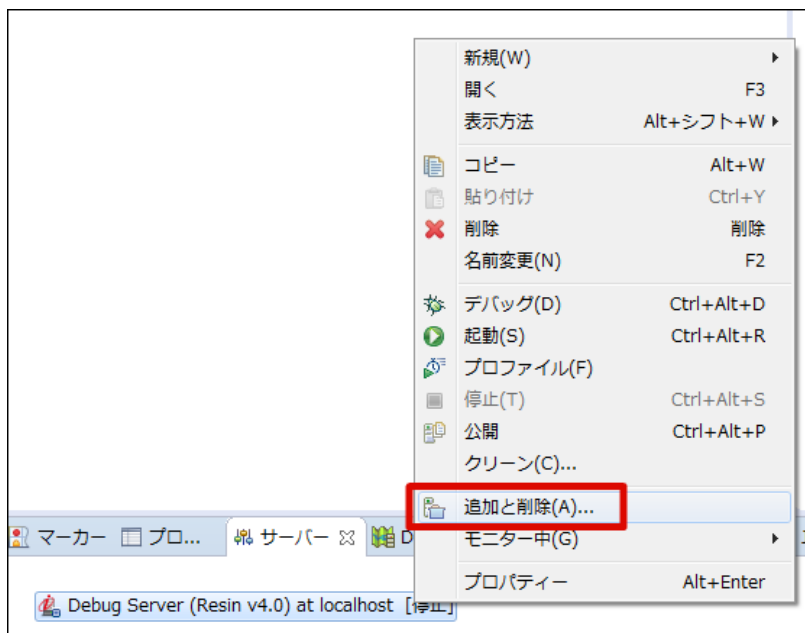 新規(W)
開く F3
表示方法 Alt+シフト+W
コピー Alt+W
貼り付け Ctrl+Y
削除 削除
名前変更(N) F2
デバッグ(D) Ctrl+Alt+D
起動(S) Ctrl+Alt+R
プロファイル(F)
停止(T) Ctrl+Alt+S
公開 Ctrl+Alt+P
クリーン(C)...
追加と削除(A)...
モニター中(G)
プロパティー Alt+Enter
マーカー プロ... サーバー D
Debug Server (Resin v4.0) at localhost [停止]